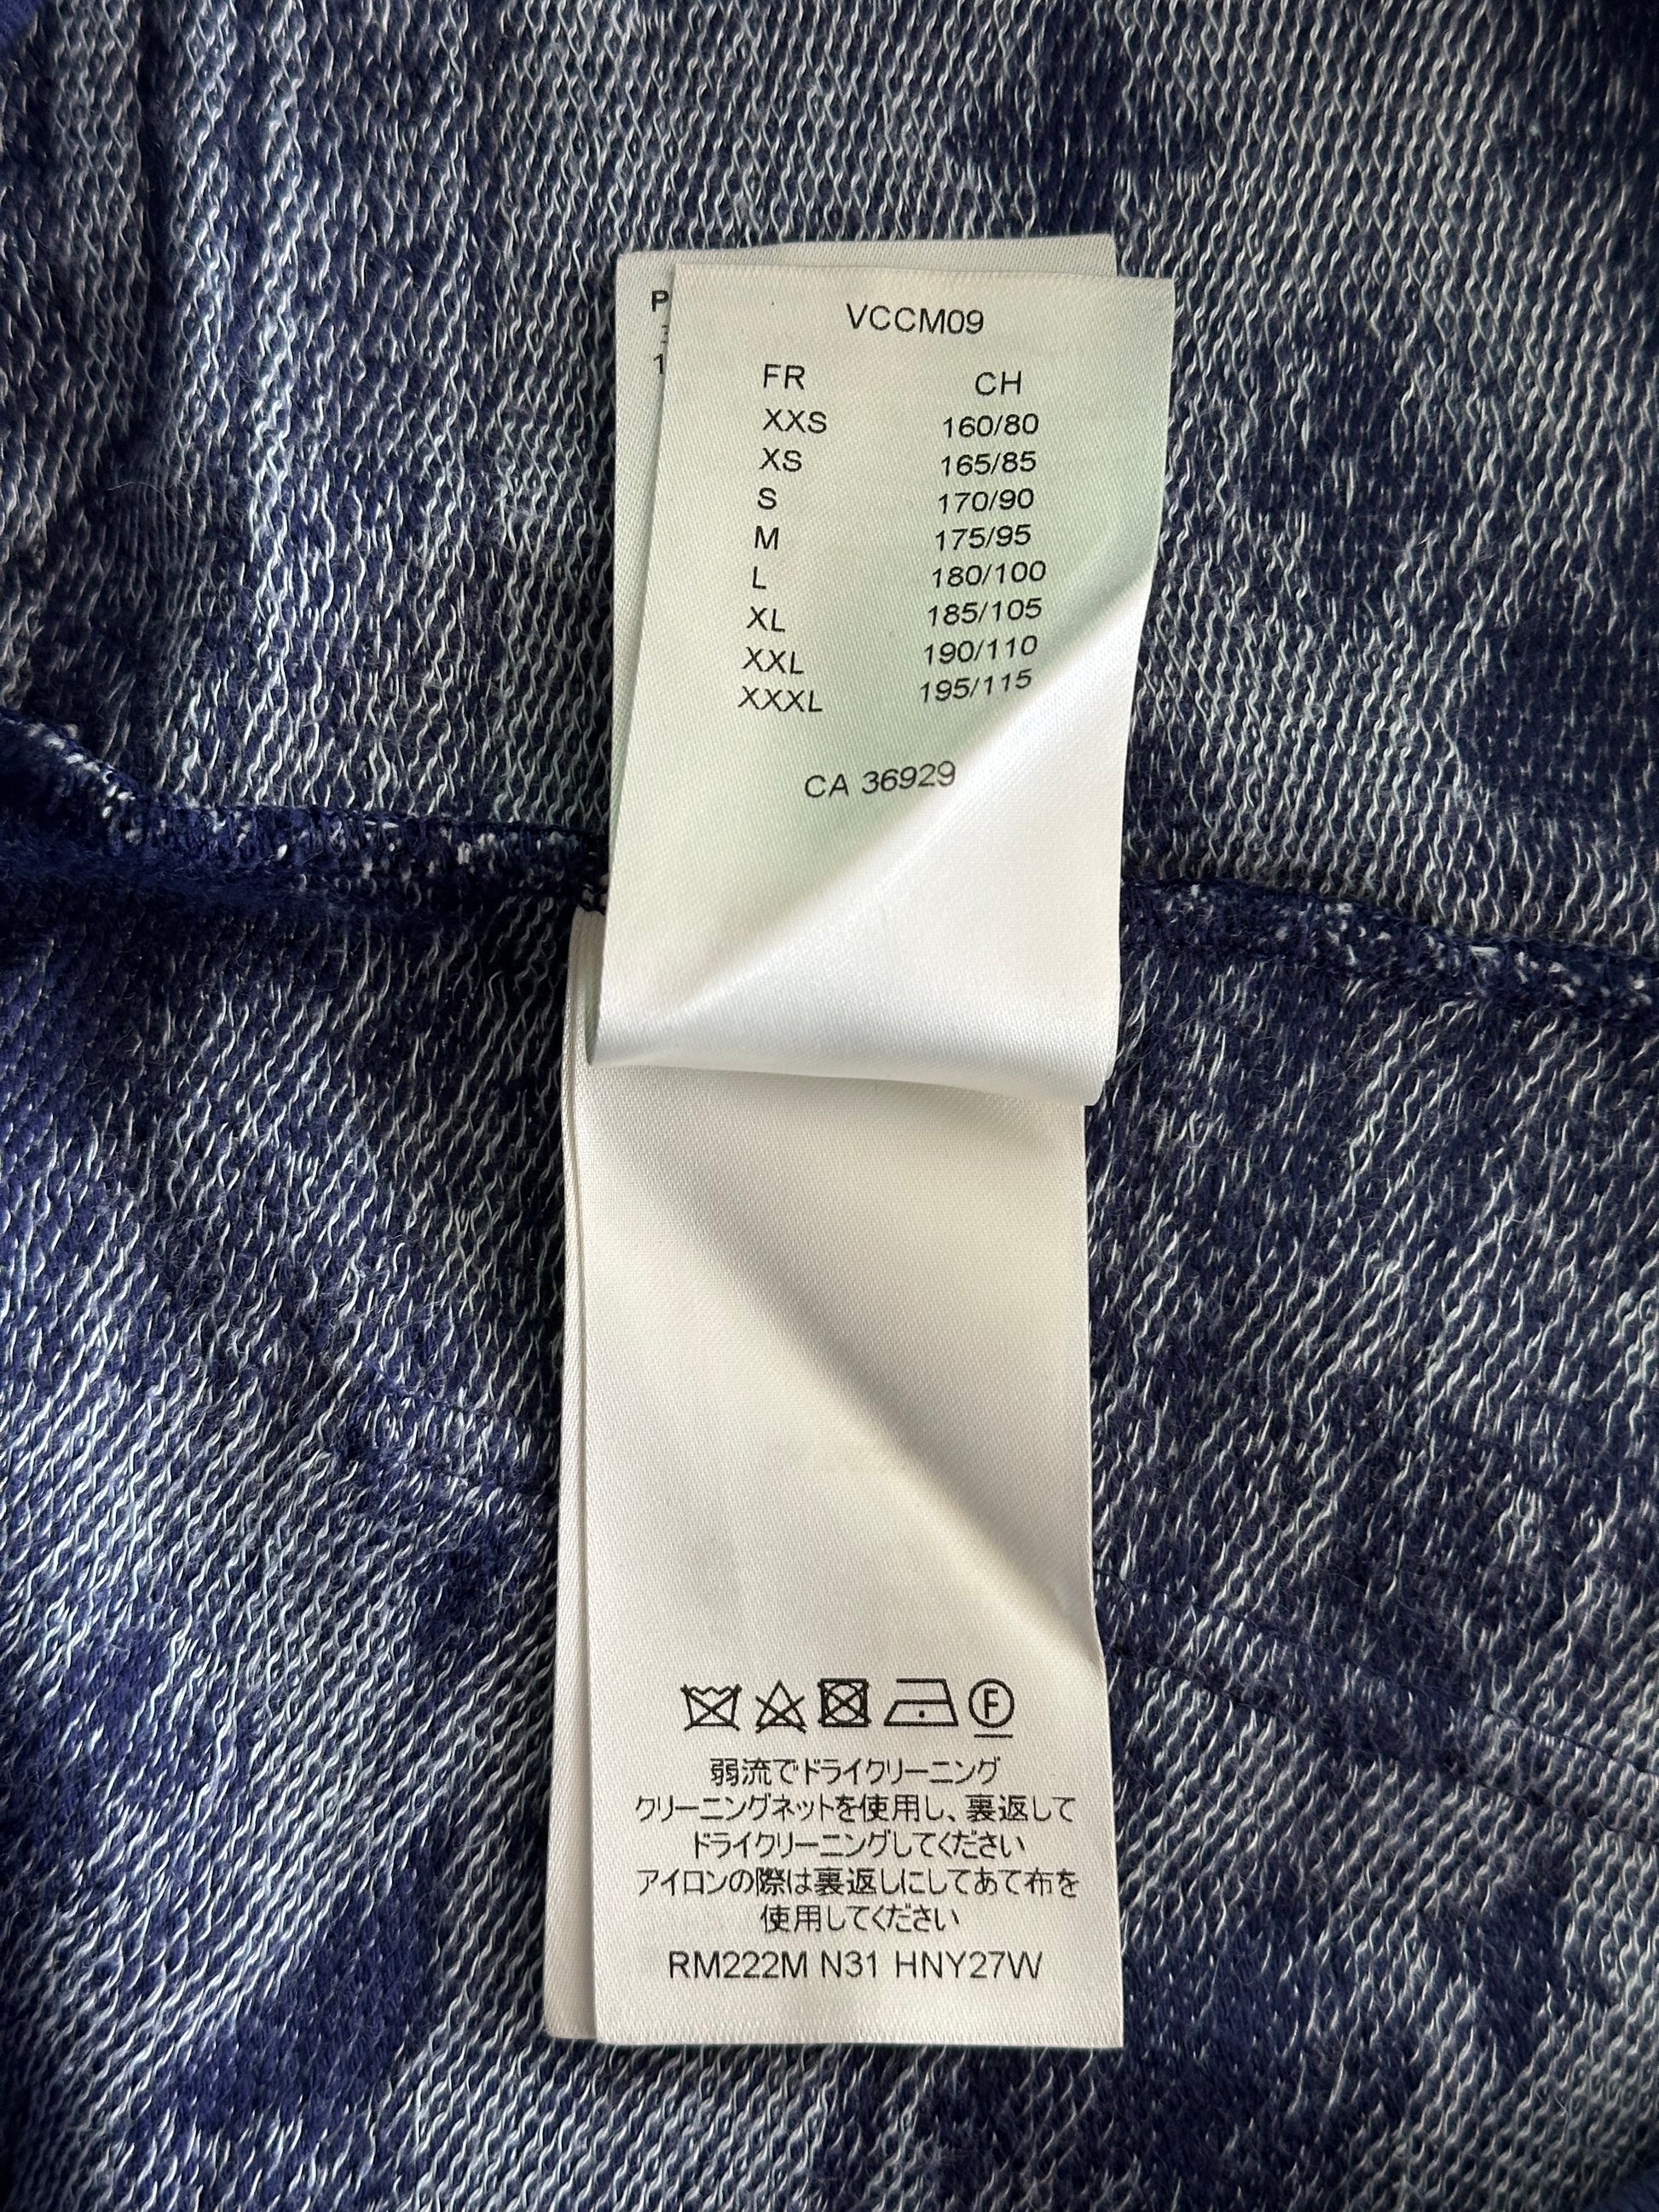 VCCM09
FR CH
XXS 160/80
XS 165/85
S 170/90
M 175/95
L 180/100
XL 185/105
XXL 190/110
XXXL 195/115
CA 36929
F
弱流でドライクリーニング
クリーニングネットを使用し、裏返して
ドライクリーニングしてください
アイロンの際は裏返しにしてあて布を
使用してください
RM222M N31 HNY27W